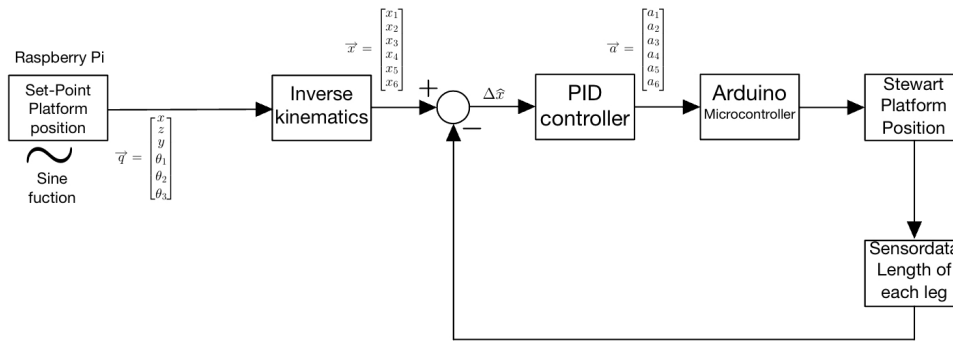 Raspberry Pi
Set-Point
Platform
position
Sine
fuction
q = [x z y θ1 θ2 θ3]
Inverse
kinematics
x = [x1 x2 x3 x4 x5 x6]
+
−
Δx̂
PID
controller
a = [a1 a2 a3 a4 a5 a6]
Arduino
Microcontroller
Stewart
Platform
Position
Sensordata
Length of
each leg